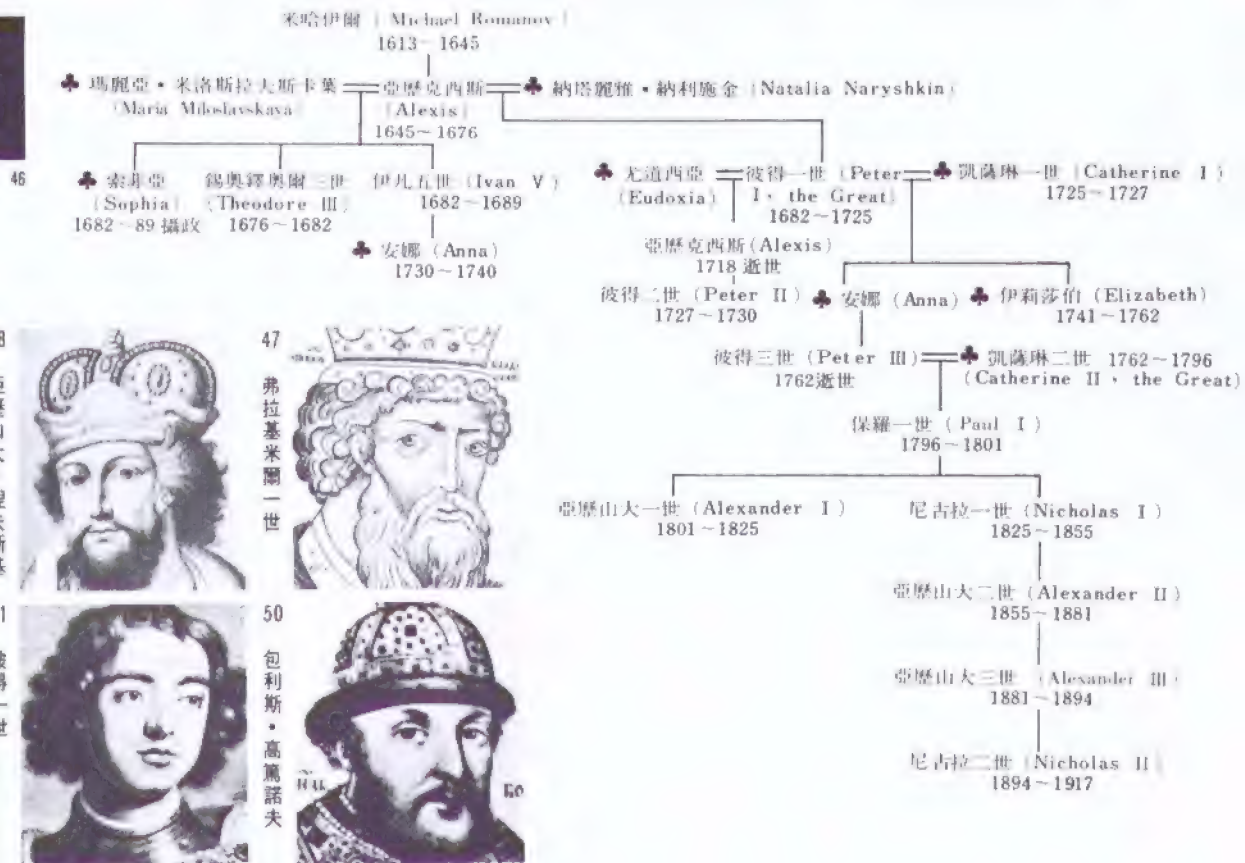 米哈伊爾 (Michael Romanov)
1613~1645
♣ 瑪麗亞・米洛斯拉夫斯卡葉
(Maria Miloslavskaya)
亞歷克西斯
(Alexis)
1645~1676
♣ 納塔麗雅・納利施金 (Natalia Naryshkin)
46
♣ 索菲亞
(Sophia)
1682~89 攝政
錫奧鐸奧爾三世
(Theodore III)
1676~1682
伊凡五世 (Ivan V)
1682~1689
♣ 安娜 (Anna)
1730~1740
♣ 尤道西亞
(Eudoxia)
彼得一世 (Peter
I, the Great)
1682~1725
♣ 凱薩琳一世 (Catherine I)
1725~1727
亞歷克西斯 (Alexis)
1718 逝世
彼得二世 (Peter II)
1727~1730
♣ 安娜 (Anna)
♣ 伊莉莎伯 (Elizabeth)
1741~1762
彼得三世 (Peter III)
1762逝世
♣ 凱薩琳二世 1762~1796
(Catherine II, the Great)
保羅一世 (Paul I)
1796~1801
亞歷山大一世 (Alexander I)
1801~1825
尼古拉一世 (Nicholas I)
1825~1855
亞歷山大二世 (Alexander II)
1855~1881
亞歷山大三世 (Alexander III)
1881~1894
尼古拉二世 (Nicholas II)
1894~1917
47
弗拉基米爾一世
50
包利斯・高篤諾夫